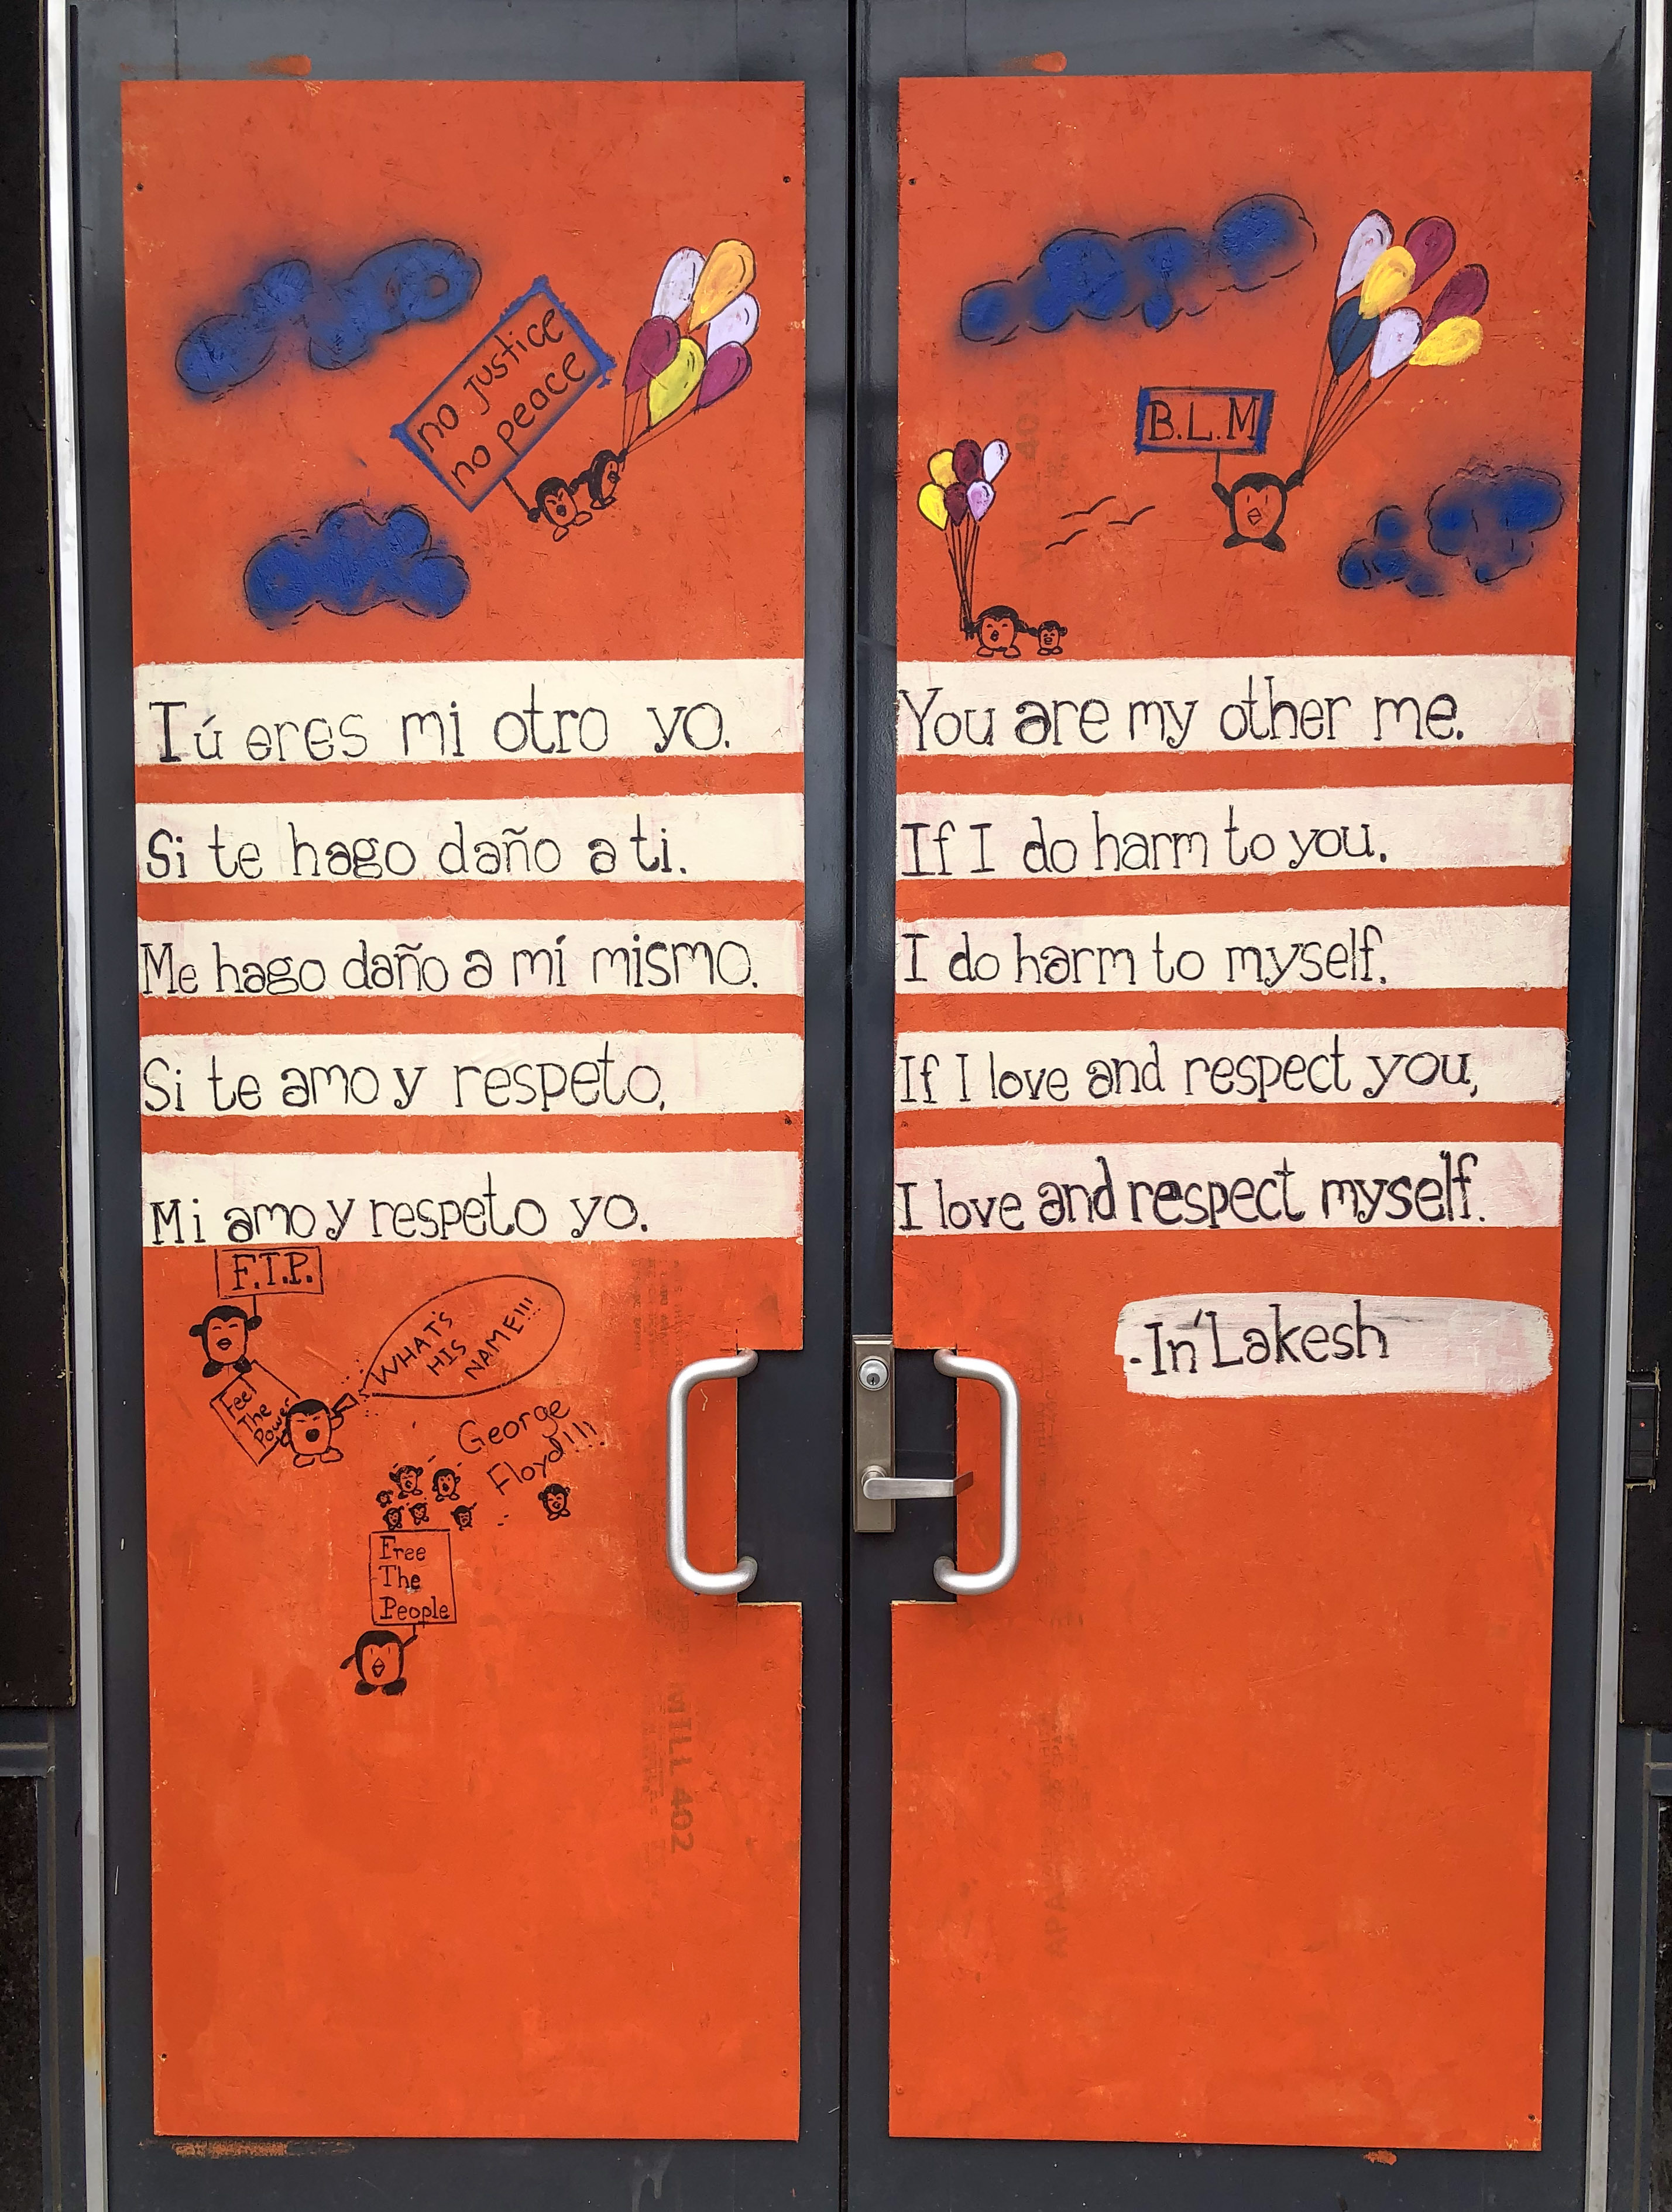 no justice
no peace
B.L.M
Tú eres mi otro yo.
Si te hago daño a ti.
Me hago daño a mí mismo.
Si te amo y respeto,
Mi amo y respeto yo.
You are my other me.
If I do harm to you.
I do harm to myself.
If I love and respect you,
I love and respect myself.
-In'Lakesh
F.T.P.
WHAT'S
HIS
NAME!!!
Feel
The
Power
George
Floyd!!!
Free
The
People
MILL 402